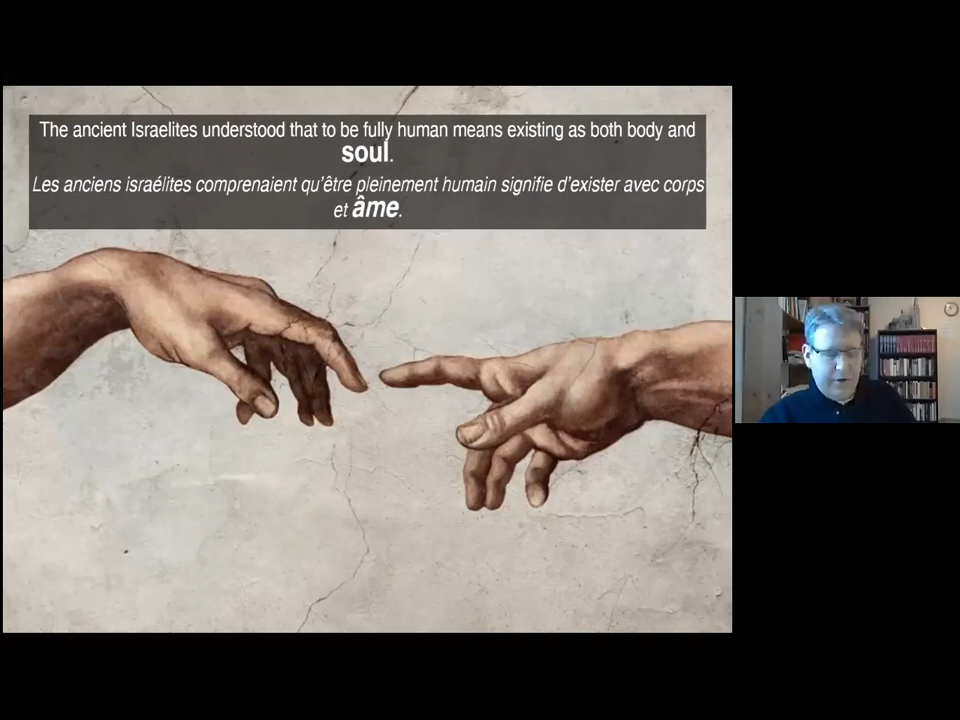 The ancient Israelites understood that to be fully human means existing as both body and
soul.
Les anciens israélites comprenaient qu'être pleinement humain signifie d'exister avec corps
et âme.